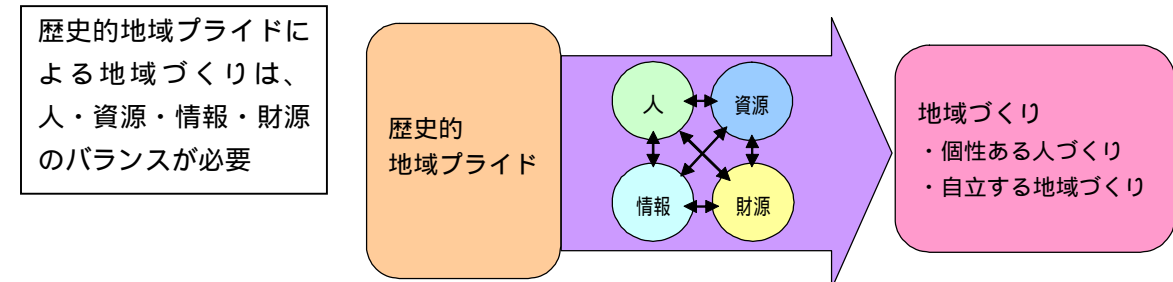 歴史的地域プライドに
よる地域づくりは、
人・資源・情報・財源
のバランスが必要
歴史的
地域プライド
人
資源
情報
財源
地域づくり
・個性ある人づくり
・自立する地域づくり